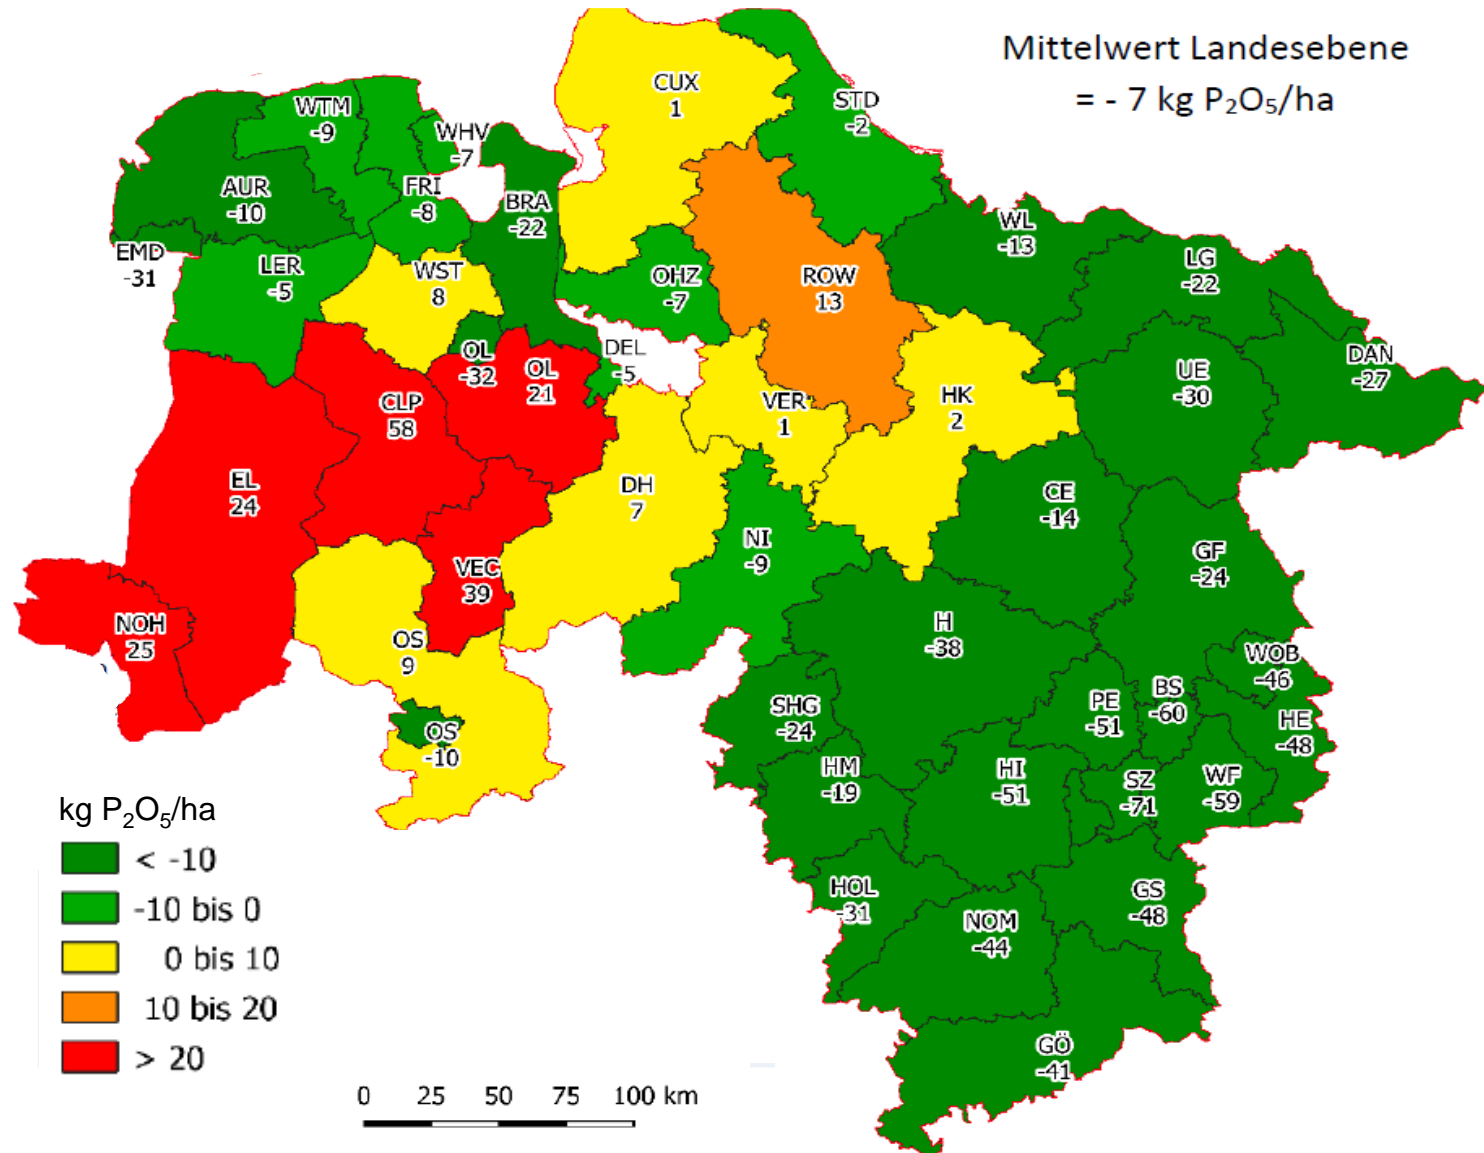 Mittelwert Landesebene
= - 7 kg P₂O₅/ha
CUX
1
STD
-2
WTM
-9
WHV
-7
AUR
-10
FRI
-8
BRA
-22
EMD
-31
LER
-5
WST
8
OHZ
-7
ROW
13
WL
-13
LG
-22
DAN
-27
UE
-30
OL
-32
OL
21
DEL
-5
CLP
58
VER
1
HK
2
EL
24
DH
7
CE
-14
NI
-9
GF
-24
VEC
39
NOH
25
OS
9
H
-38
WOB
-46
OS
-10
SHG
-24
PE
-51
BS
-60
HE
-48
HM
-19
HI
-51
SZ
-71
WF
-59
HOL
-31
NOM
-44
GS
-48
GÖ
-41
kg P₂O₅/ha
< -10
-10 bis 0
0 bis 10
10 bis 20
> 20
0 25 50 75 100 km